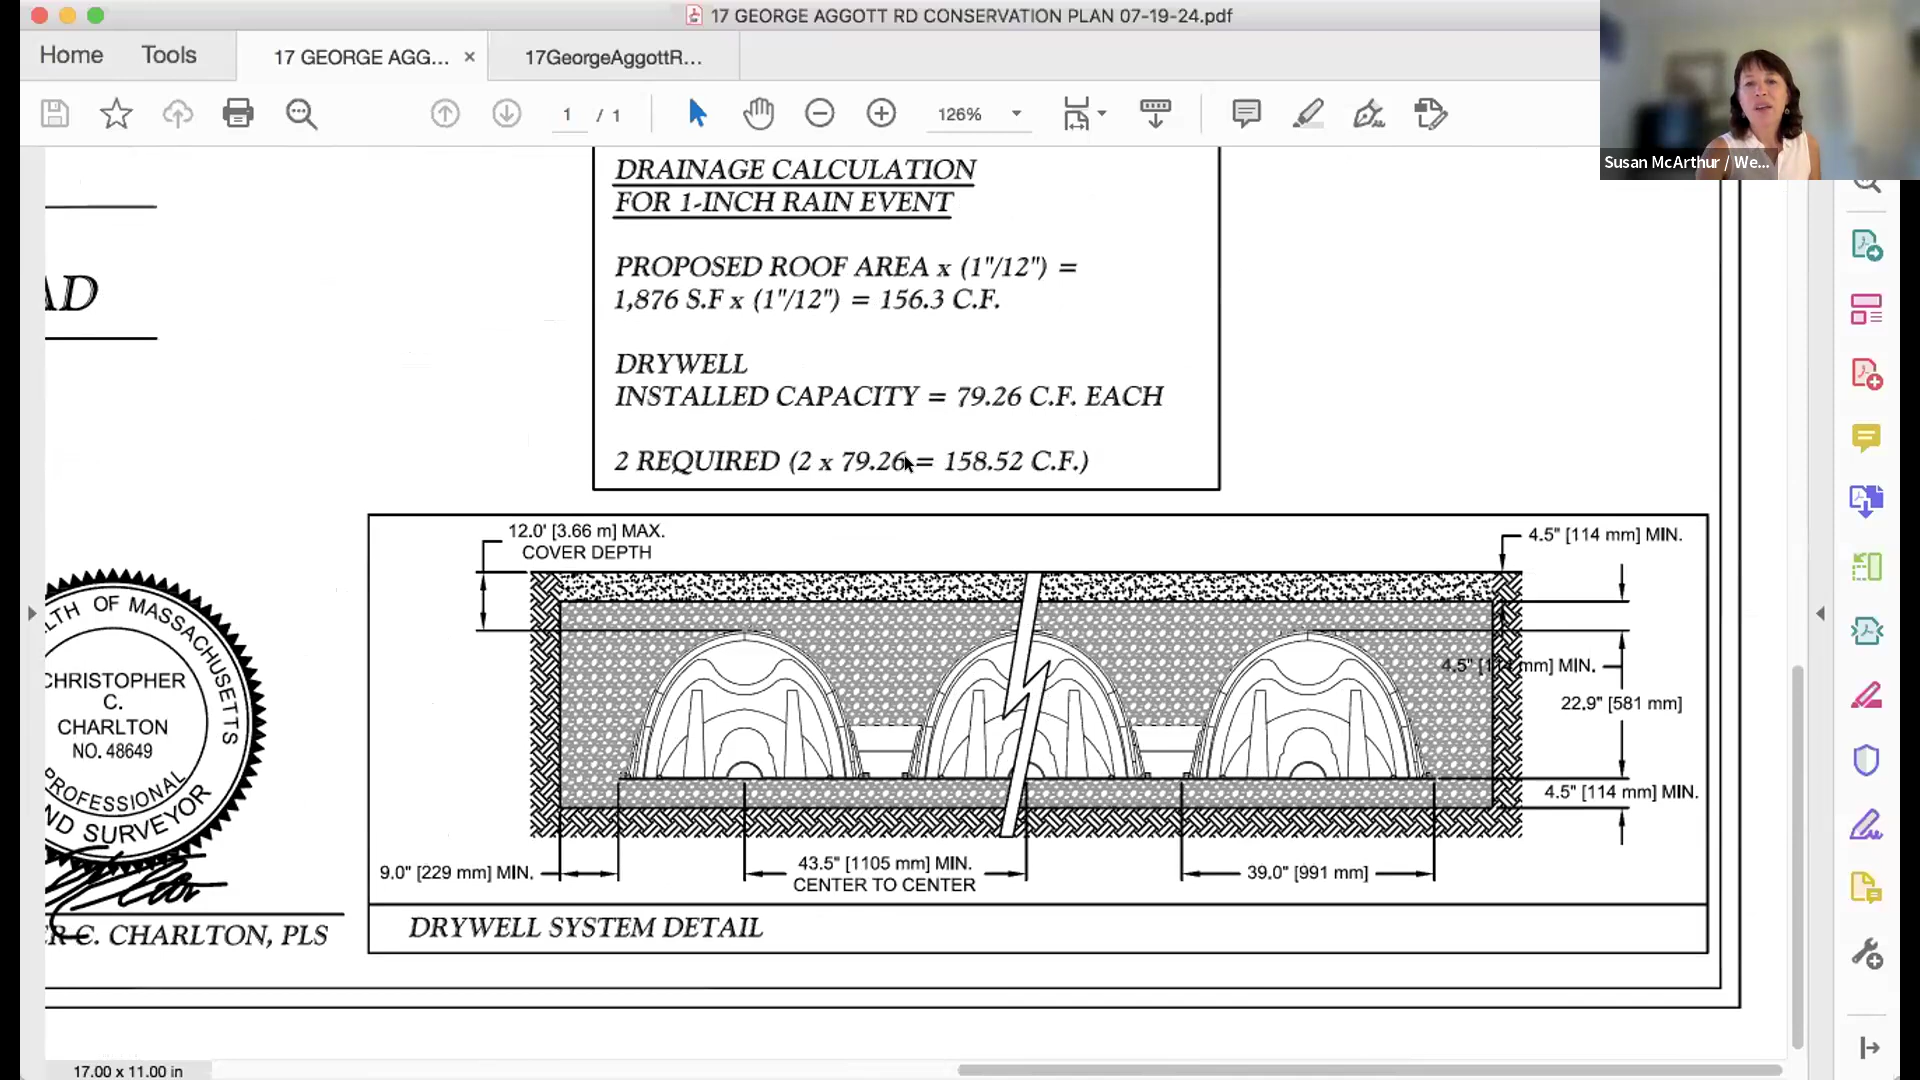 17 GEORGE AGGOTT RD CONSERVATION PLAN 07-19-24.pdf
Home
Tools
17 GEORGE AGG...
17GeorgeAggottR...
1 / 1
126%
Susan McArthur / We...
DRAINAGE CALCULATION
FOR 1-INCH RAIN EVENT
PROPOSED ROOF AREA x (1"/12") =
1,876 S.F x (1"/12") = 156.3 C.F.
DRYWELL
INSTALLED CAPACITY = 79.26 C.F. EACH
2 REQUIRED (2 x 79.26 = 158.52 C.F.)
AD
12.0' [3.66 m] MAX.
COVER DEPTH
4.5" [114 mm] MIN.
4.5" [114 mm] MIN.
22.9" [581 mm]
4.5" [114 mm] MIN.
9.0" [229 mm] MIN.
43.5" [1105 mm] MIN.
CENTER TO CENTER
39.0" [991 mm]
DRYWELL SYSTEM DETAIL
LTH OF MASSACHUSETTS
CHRISTOPHER
C.
CHARLTON
NO. 48649
PROFESSIONAL
ND SURVEYOR
ER C. CHARLTON, PLS
17.00 x 11.00 in